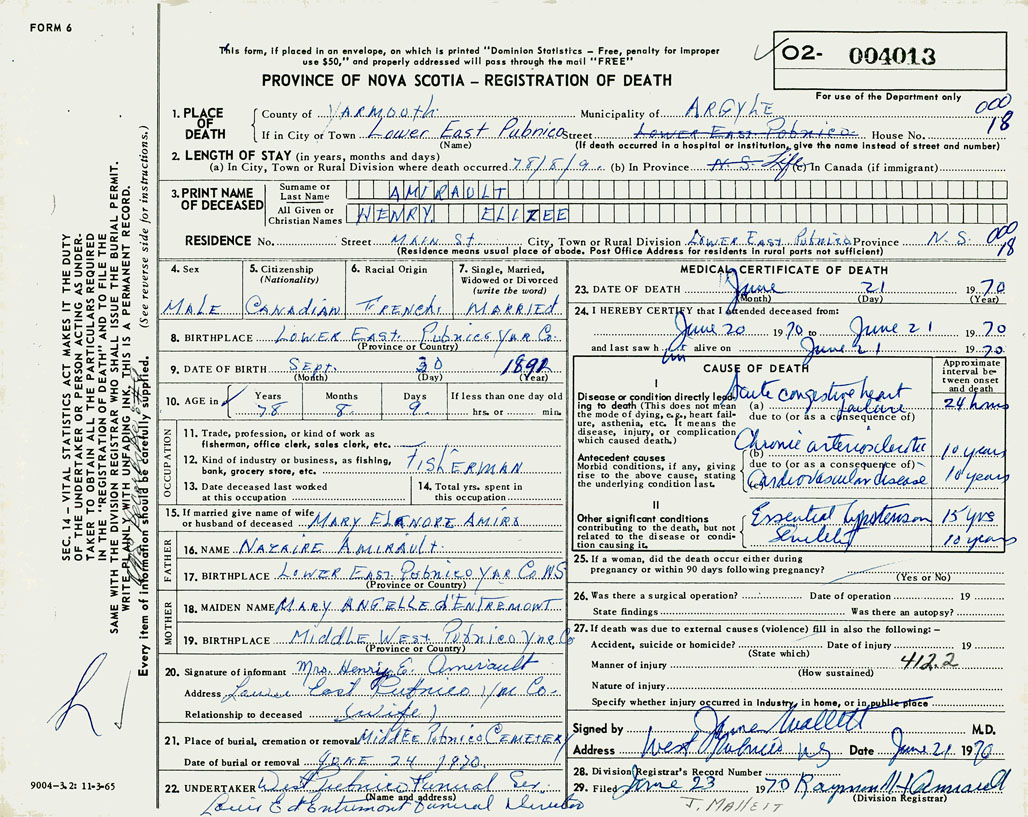 FORM 6
This form, if placed in an envelope, on which is printed "Dominion Statistics – Free, penalty for improper
use $50," and properly addressed will pass through the mail "FREE"
PROVINCE OF NOVA SCOTIA – REGISTRATION OF DEATH
O2- 004013
For use of the Department only
1. PLACE OF DEATH
County of Yarmouth Municipality of ARGYLE 000
If in City or Town Lower East Pubnico Street Lower East Pubnico House No. 18
(Name) (If death occurred in a hospital or institution, give the name instead of street and number)
2. LENGTH OF STAY (in years, months and days)
(a) In City, Town or Rural Division where death occurred 78/8/9 (b) In Province N.S. Life (c) In Canada (if immigrant)
3. PRINT NAME OF DECEASED
Surname or Last Name AMIRAULT
All Given or Christian Names HENRY ELIZEE
RESIDENCE No. Street MAIN ST. City, Town or Rural Division LOWER EAST PUBNICO Province N.S. 000
(Residence means usual place of abode. Post Office Address for residents in rural parts not sufficient) 18
4. Sex 5. Citizenship (Nationality) 6. Racial Origin 7. Single, Married, Widowed or Divorced (write the word)
MALE CANADIAN FRENCH MARRIED
8. BIRTHPLACE LOWER EAST PUBNICO YAR CO.
(Province or Country)
9. DATE OF BIRTH SEPT. 30 1891
(Month) (Day) (Year)
10. AGE in Years Months Days If less than one day old
78 8 9 hrs. or min.
OCCUPATION
11. Trade, profession or kind of work as
fisherman, office clerk, sales clerk, etc.
12. Kind of industry or business, as fishing,
bank, grocery store, etc.
FISHERMAN
13. Date deceased last worked
at this occupation
14. Total yrs. spent in
this occupation
15. If married give name of wife
or husband of deceased MARY ELANORE AMIRO
FATHER
16. NAME NAZAIRE AMIRAULT
17. BIRTHPLACE LOWER EAST PUBNICO YAR CO NS
(Province or Country)
MOTHER
18. MAIDEN NAME MARY ANGELLE d'ENTREMONT
19. BIRTHPLACE MIDDLE WEST PUBNICO YAR CO
(Province or Country)
20. Signature of informant Mrs. Henry E. Amirault
Address Lower East Pubnico Yar Co.
Relationship to deceased (wife)
21. Place of burial, cremation or removal MIDDLE PUBNICO CEMETERY
Date of burial or removal JUNE 24 1970.
22. UNDERTAKER West Pubnico Funeral Ser.
(Name and address)
Louis E d'Entremont Funeral Director
MEDICAL CERTIFICATE OF DEATH
23. DATE OF DEATH June 21 1970
(Month) (Day) (Year)
24. I HEREBY CERTIFY that I attended deceased from:
June 20 1970 to June 21 1970
and last saw him alive on June 21 1970
CAUSE OF DEATH
Approximate interval between onset and death
I
Disease or condition directly leading to death (This does not mean the mode of dying, e.g., heart failure, asthenia, etc. It means the disease, injury, or complication which caused death.)
(a) Acute congestive heart failure 24 hours
due to (or as a consequence of)
Antecedent causes
Morbid conditions, if any, giving rise to the above cause, stating the underlying condition last.
(b) Chronic arteriosclerotic 10 years
due to (or as a consequence of)
(c) Cardiovascular disease 10 years
II
Other significant conditions
contributing to the death, but not related to the disease or condition causing it.
Essential hypertension 15 yrs
10 years
25. If a woman, did the death occur either during
pregnancy or within 90 days following pregnancy?
(Yes or No)
26. Was there a surgical operation? Date of operation 19
State findings Was there an autopsy?
27. If death was due to external causes (violence) fill in also the following: –
Accident, suicide or homicide? Date of injury 19
(State which)
Manner of injury 412.2
(How sustained)
Nature of injury
Specify whether injury occurred in Industry, in home, or in public place
Signed by M.D.
Address West Pubnico NS Date June 21 1970
28. Division Registrar's Record Number
29. Filed June 23 1970 Raymond H Amirault
(Division Registrar)
J. MALLETT
SEC. 14 – VITAL STATISTICS ACT MAKES IT THE DUTY
OF THE UNDERTAKER OR PERSON ACTING AS UNDER-
TAKER TO OBTAIN ALL THE PARTICULARS REQUIRED
IN THE "REGISTRATION OF DEATH" AND TO FILE THE
SAME WITH THE DIVISION REGISTRAR WHO SHALL ISSUE THE BURIAL PERMIT.
WRITE PLAINLY WITH UNFADING INK, THIS IS A PERMANENT RECORD.
Every item of information should be carefully supplied. (See reverse side for instructions.)
9004-3.2: 11-3-65